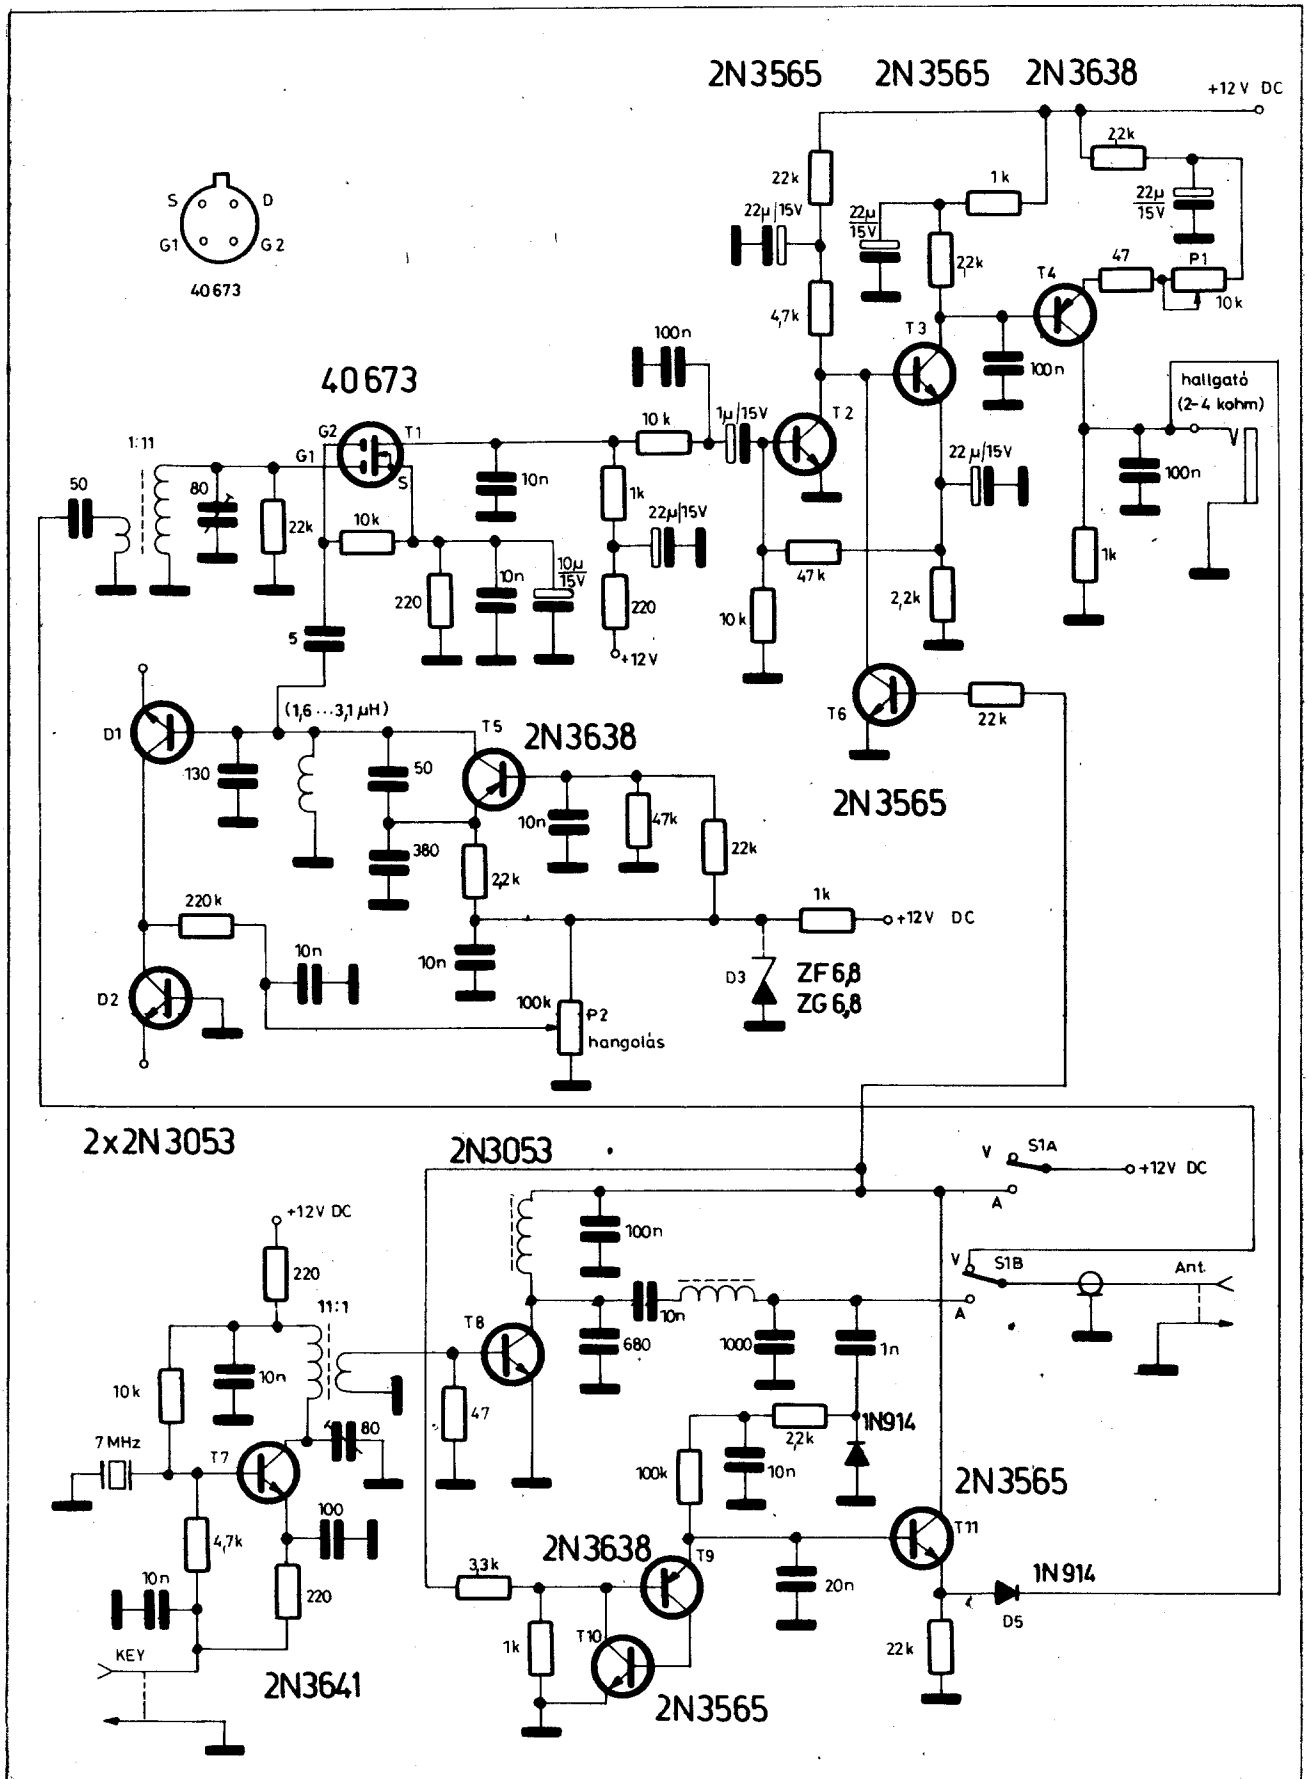 2N3565 2N3565 2N3638
+12V DC
22k
1k
2,2k
22µ/15V
22µ/15V
22µ/15V
S D
G1 G2
40673
22k
47
P1
10k
T4
4,7k
T3
100n
100n
40673
hallgató
(2-4 kohm)
1:11
G2 T1
G1
S
10k
1µ/15V
T2
22µ/15V
100n
50
80
22k
10k
10n
1k
22µ/15V
1k
47k
2,2k
10µ/15V
10n
220
220
10k
5
+12V
T6
22k
(1,6...3,1µH)
T5
2N3638
D1
130
50
2N3565
10n
47k
22k
380
2,2k
220k
1k
+12V DC
10n
10n
D3
ZF6,8
ZG6,8
D2
100k
P2
hangolás
2x2N3053
2N3053
V S1A
+12V DC
A
+12V DC
100n
220
V S1B
Ant.
11:1
T8
10n
A
10n
680
1000
1n
10k
47
80
2,2k
1N914
7MHz
T7
100k
10n
2N3565
100
T11
4,7k
2N3638
T9
3,3k
20n
1N914
10n
220
D5
1k
T10
22k
KEY
2N3641
2N3565